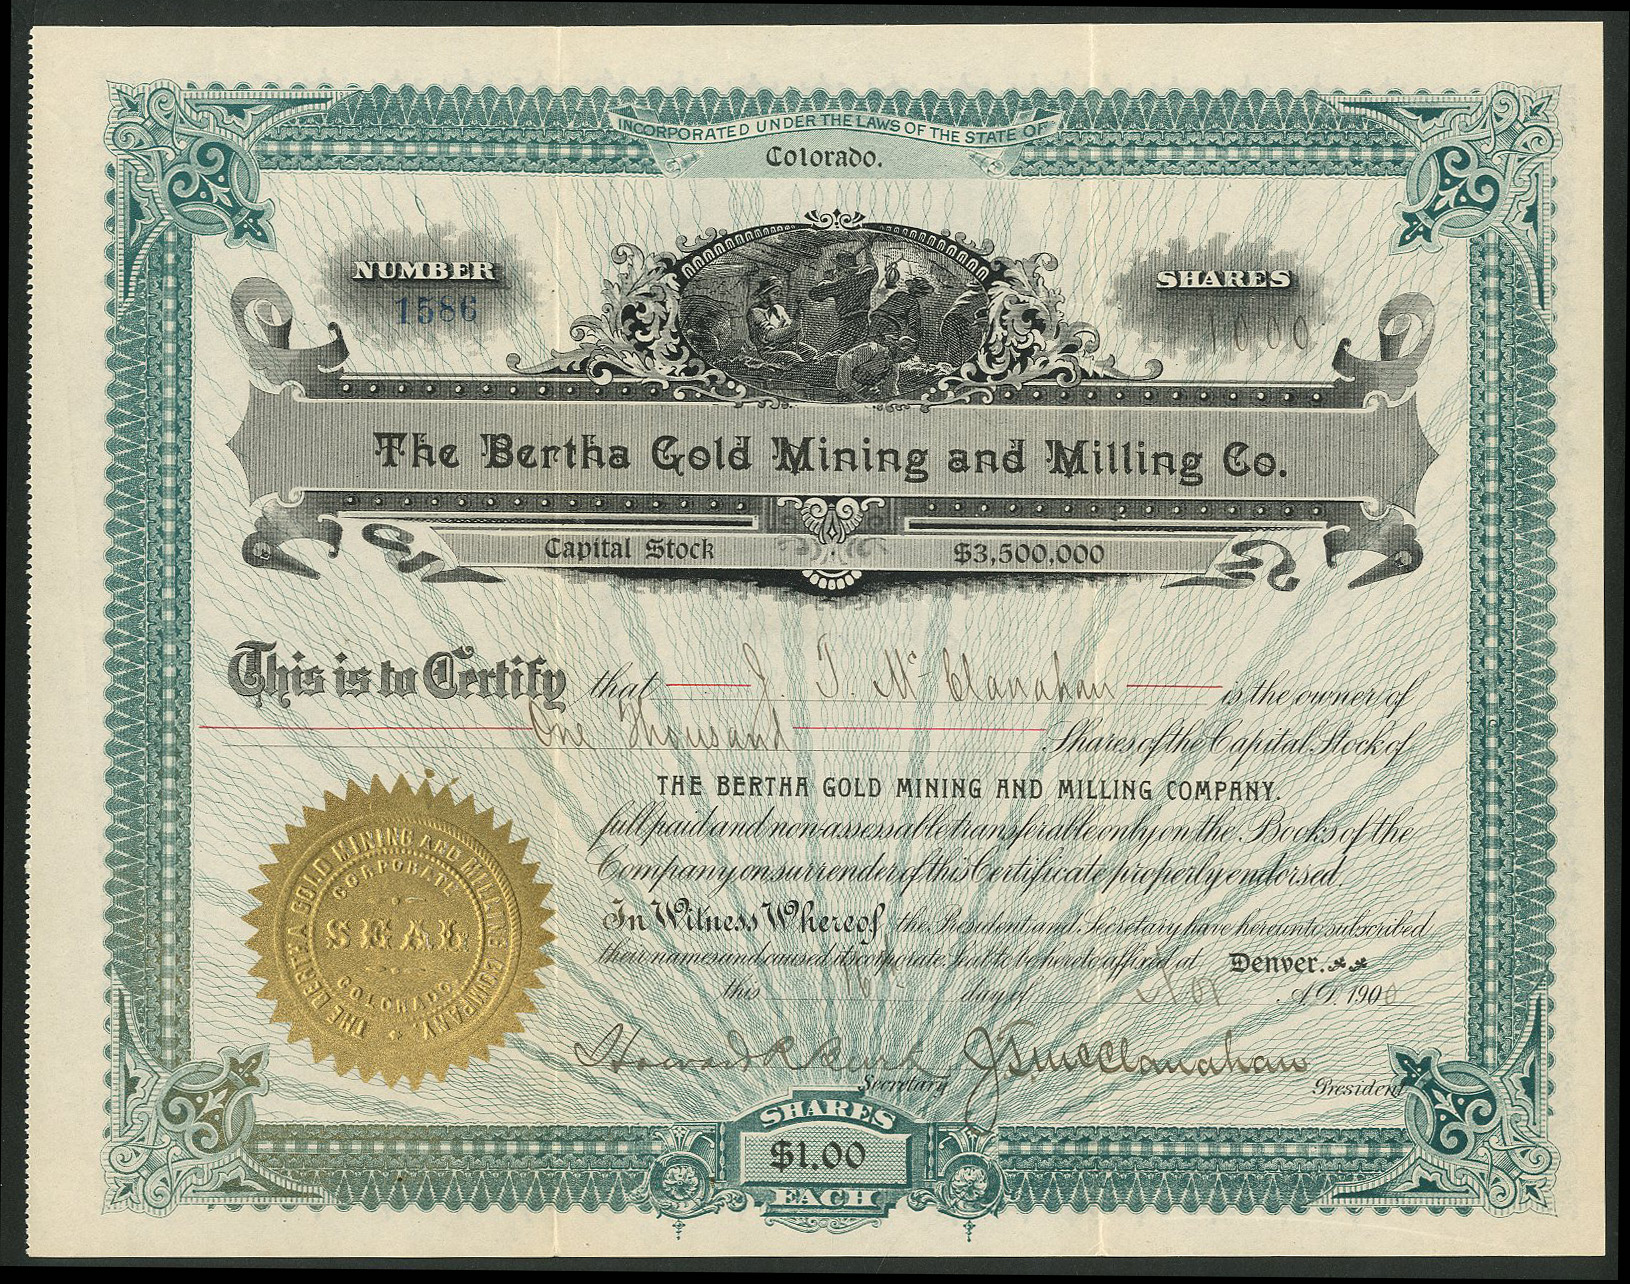 INCORPORATED UNDER THE LAWS OF THE STATE OF
Colorado.
NUMBER
1586
SHARES
1000
The Bertha Gold Mining and Milling Co.
Capital Stock $3,500,000
This is to Certify that J. T. McClanahan is the owner of
One Thousand Shares of the Capital Stock of
THE BERTHA GOLD MINING AND MILLING COMPANY.
full paid and non-assessable transferable only on the Books of the
Company on surrender of this Certificate properly endorsed.
In Witness Whereof the President and Secretary have hereunto subscribed
their names and caused its corporate Seal to be hereto affixed at Denver.
this 16 day of Nov A.D. 1900
THE BERTHA GOLD MINING AND MILLING COMPANY.
CORPORATE
SEAL
COLORADO
Howard R
Secretary
J T McClanahan
President
SHARES
$1.00
EACH